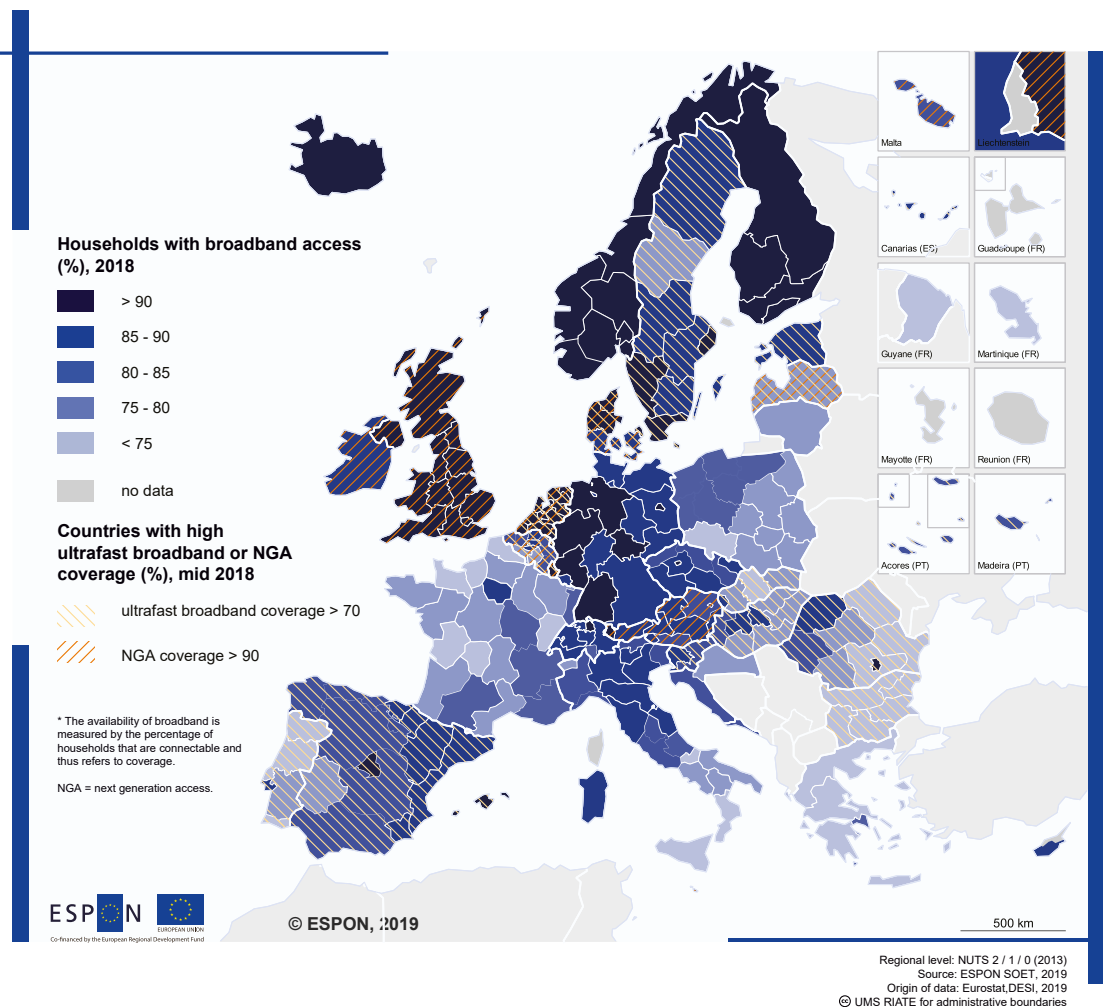 Households with broadband access
(%), 2018
> 90
85 - 90
80 - 85
75 - 80
< 75
no data
Countries with high
ultrafast broadband or NGA
coverage (%), mid 2018
ultrafast broadband coverage > 70
NGA coverage > 90
* The availability of broadband is
measured by the percentage of
households that are connectable and
thus refers to coverage.
NGA = next generation access.
Malta
Liechtenstein
Canarias (ES)
Guadeloupe (FR)
Guyane (FR)
Martinique (FR)
Mayotte (FR)
Reunion (FR)
Acores (PT)
Madeira (PT)
ESPON
EUROPEAN UNION
Co-financed by the European Regional Development Fund
© ESPON, 2019
500 km
Regional level: NUTS 2 / 1 / 0 (2013)
Source: ESPON SOET, 2019
Origin of data: Eurostat,DESI, 2019
cc UMS RIATE for administrative boundaries